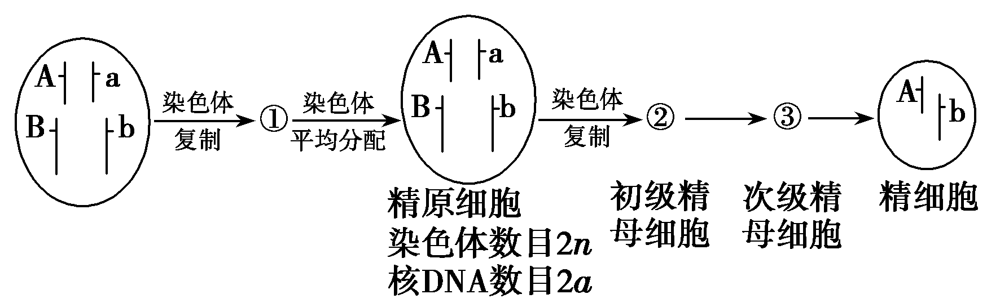 A a
B b
染色体
复制
①
染色体
平均分配
A a
B b
精原细胞
染色体数目2n
核DNA数目2a
染色体
复制
②
初级精
母细胞
③
次级精
母细胞
A
b
精细胞